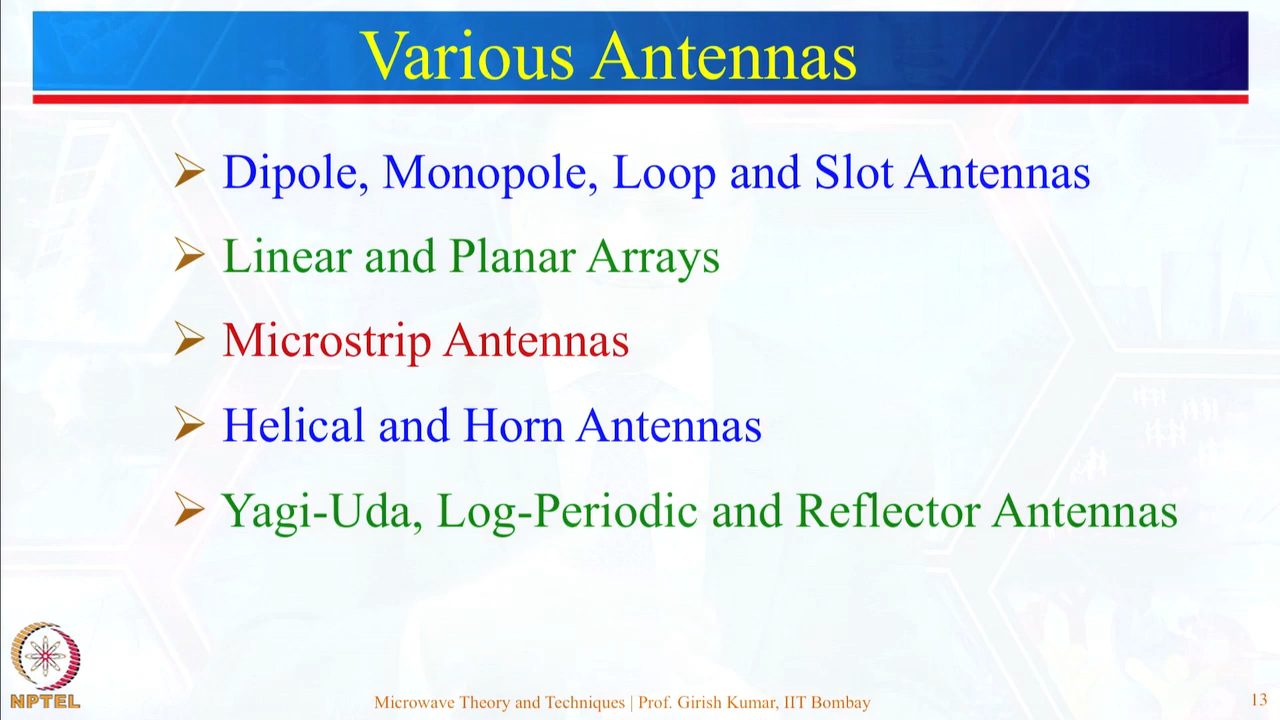 Various Antennas
➢ Dipole, Monopole, Loop and Slot Antennas
➢ Linear and Planar Arrays
➢ Microstrip Antennas
➢ Helical and Horn Antennas
➢ Yagi-Uda, Log-Periodic and Reflector Antennas
NPTEL
Microwave Theory and Techniques | Prof. Girish Kumar, IIT Bombay
13